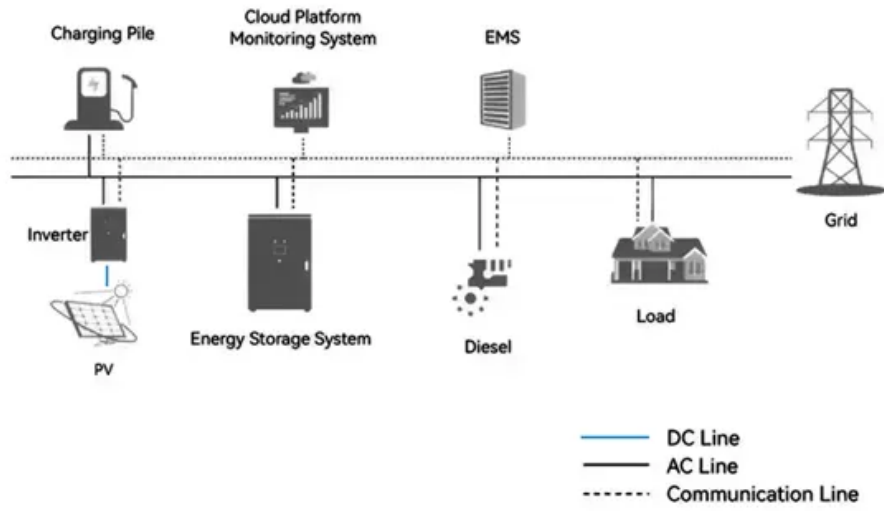 Charging Pile
Cloud Platform
Monitoring System
EMS
Grid
Inverter
Energy Storage System
Load
Diesel
PV
DC Line
AC Line
Communication Line